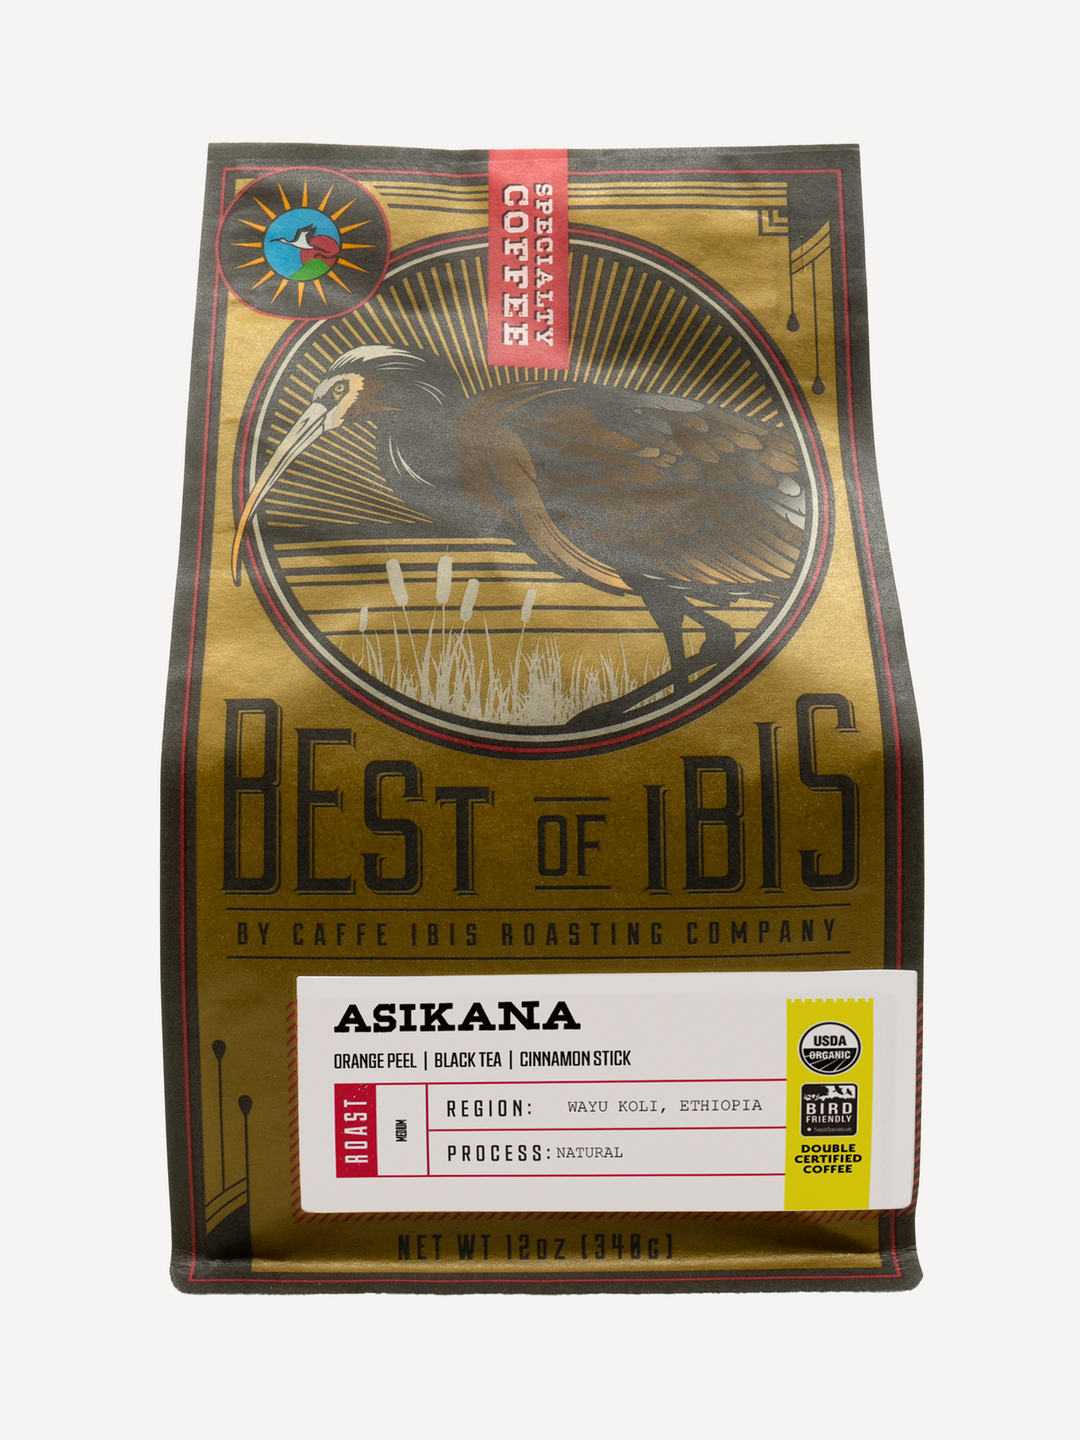 SPECIALTY
COFFEE
BEST OF IBIS
BY CAFFE IBIS ROASTING COMPANY
ASIKANA
ORANGE PEEL | BLACK TEA | CINNAMON STICK
ROAST
MEDIUM
REGION: WAYU KOLI, ETHIOPIA
PROCESS: NATURAL
USDA
ORGANIC
BIRD
FRIENDLY
DOUBLE
CERTIFIED
COFFEE
NET WT 12oz (340G)